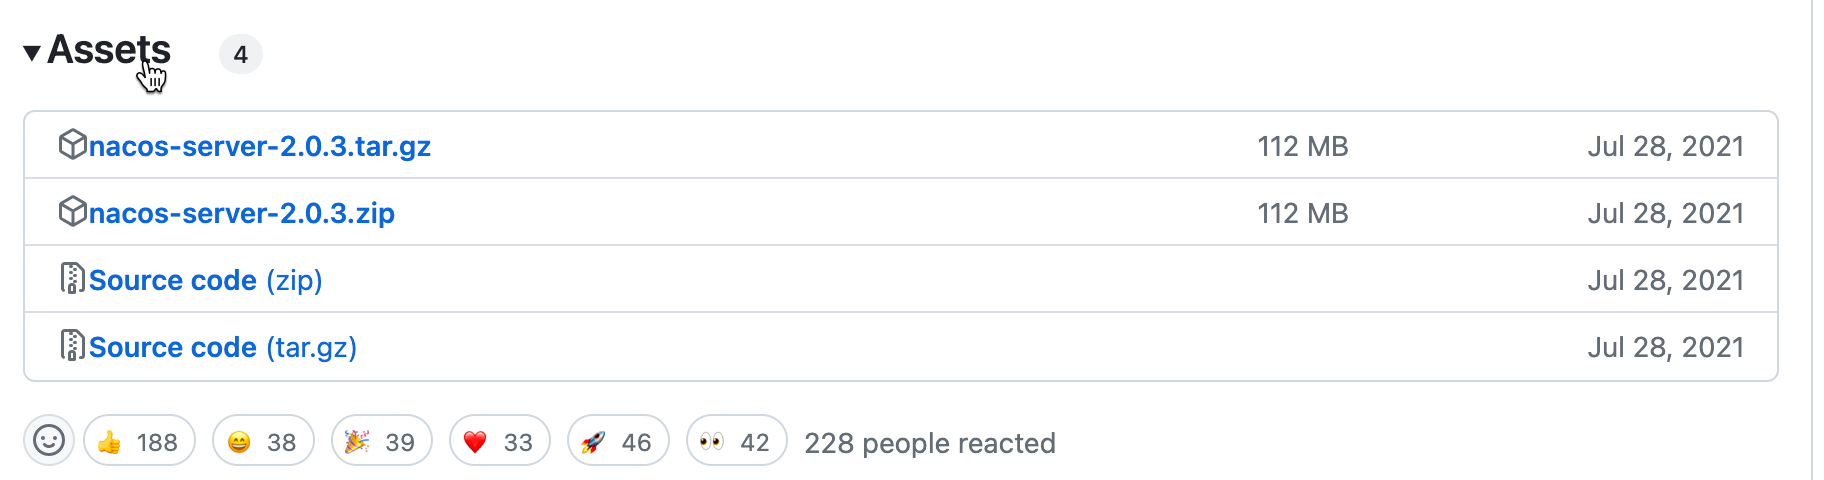 Assets 4
nacos-server-2.0.3.tar.gz 112 MB Jul 28, 2021
nacos-server-2.0.3.zip 112 MB Jul 28, 2021
Source code (zip) Jul 28, 2021
Source code (tar.gz) Jul 28, 2021
👍 188 😄 38 🎉 39 ❤️ 33 🚀 46 👀 42 228 people reacted